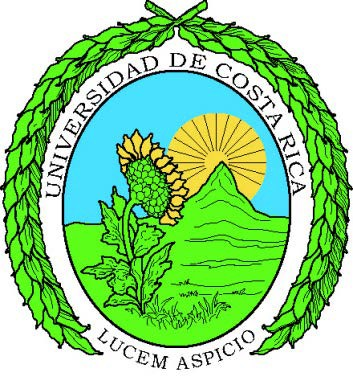 UNIVERSIDAD DE COSTA RICA
LUCEM ASPICIO